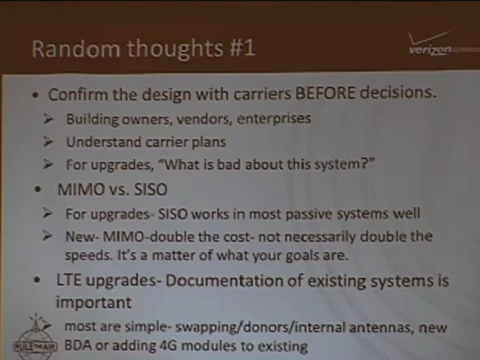 Random thoughts #1
verizon wireless
• Confirm the design with carriers BEFORE decisions.
➤ Building owners, vendors, enterprises
➤ Understand carrier plans
➤ For upgrades, “What is bad about this system?”
• MIMO vs. SISO
➤ For upgrades- SISO works in most passive systems well
➤ New- MIMO-double the cost- not necessarily double the
speeds. It’s a matter of what your goals are.
• LTE upgrades- Documentation of existing systems is
important
➤ most are simple- swapping/donors/internal antennas, new
BDA or adding 4G modules to existing
RULE THE AIR